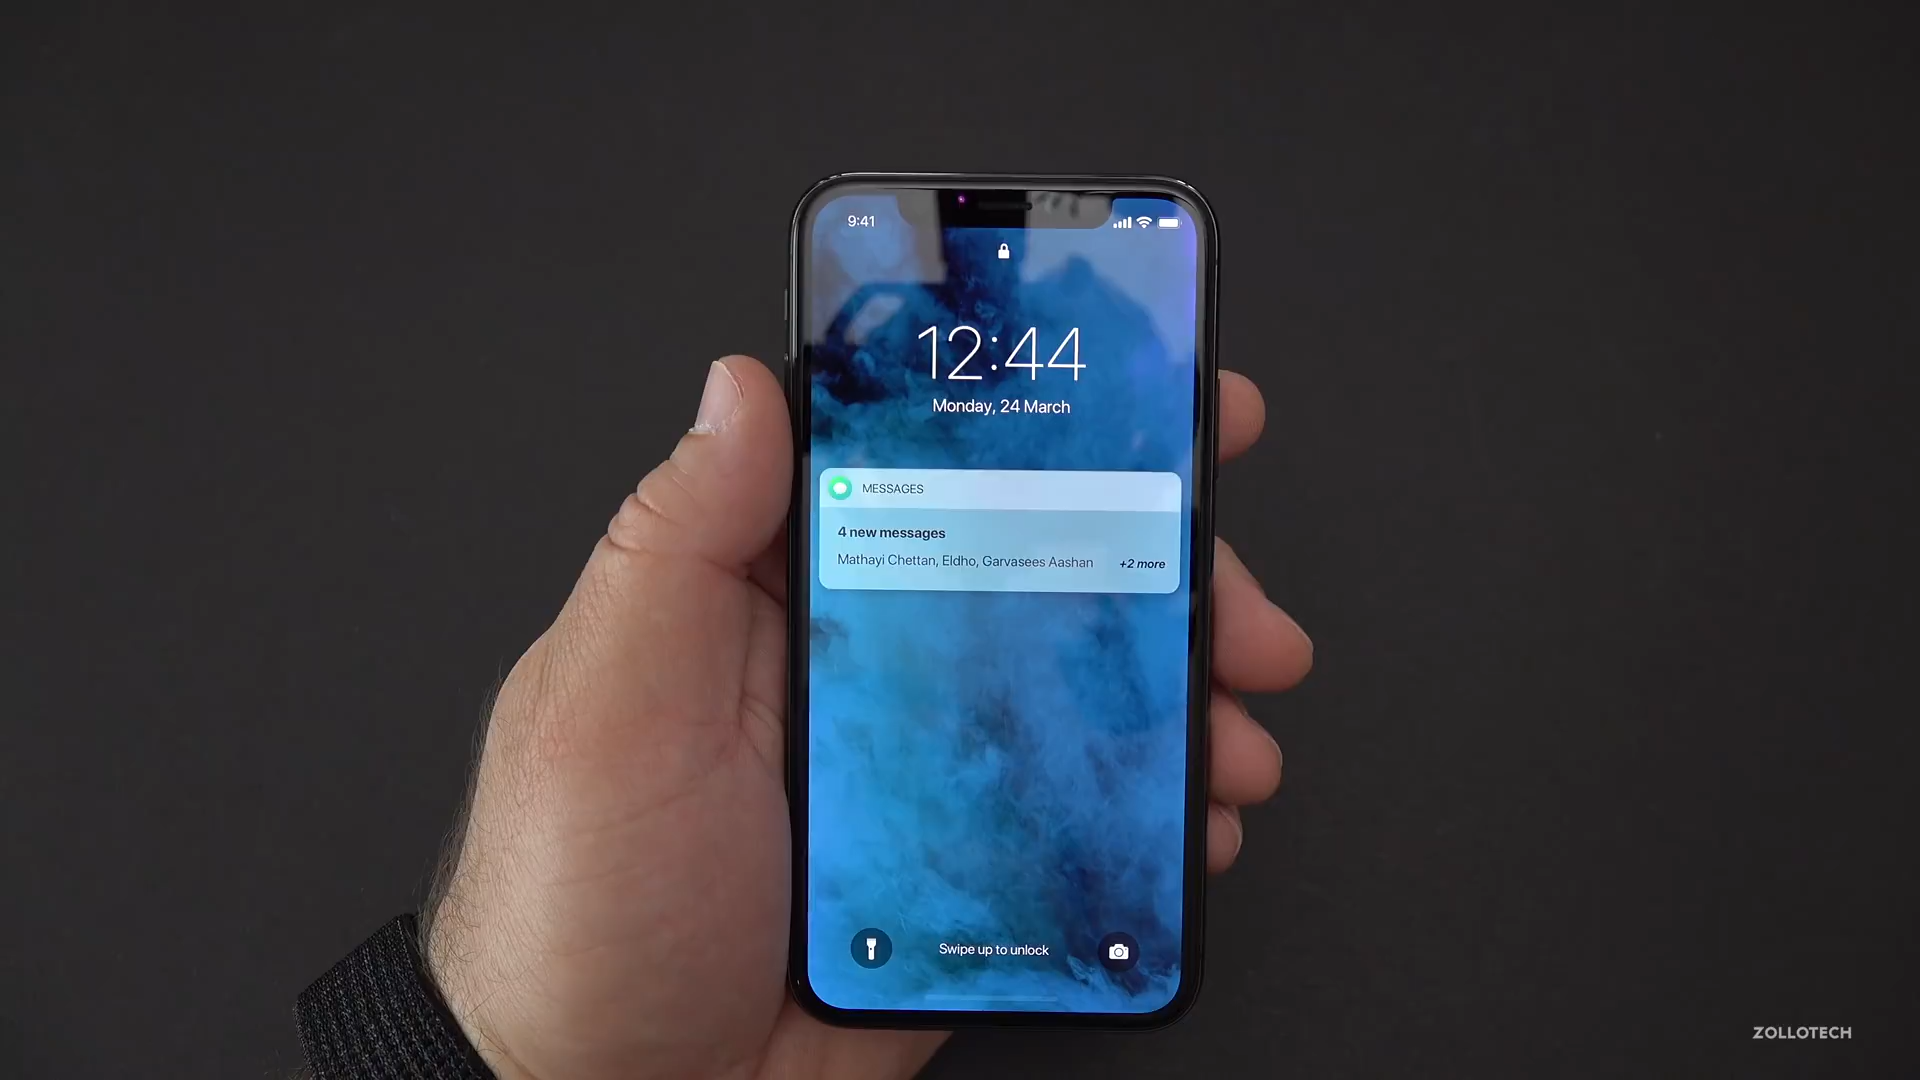 9:41
12:44
Monday, 24 March
MESSAGES
4 new messages
Mathayi Chettan, Eldho, Garvasees Aashan +2 more
Swipe up to unlock
ZOLLOTECH